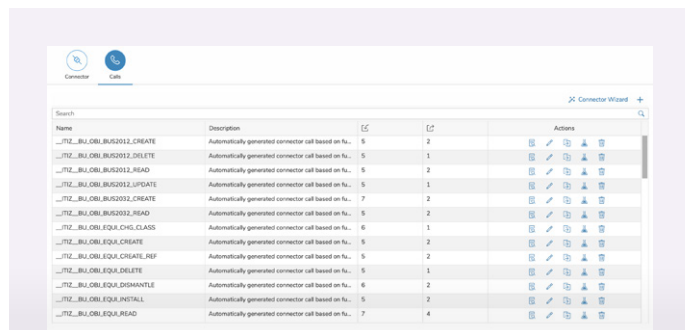 Connector Calls
Connector Wizard
Search
Name Description Actions
__ITIZ__BU_OBJ_BUS2012_CREATE Automatically generated connector call based on fu... 5 2
__ITIZ__BU_OBJ_BUS2012_DELETE Automatically generated connector call based on fu... 5 1
__ITIZ__BU_OBJ_BUS2012_READ Automatically generated connector call based on fu... 5 2
__ITIZ__BU_OBJ_BUS2012_UPDATE Automatically generated connector call based on fu... 5 1
__ITIZ__BU_OBJ_BUS2032_CREATE Automatically generated connector call based on fu... 7 2
__ITIZ__BU_OBJ_BUS2032_READ Automatically generated connector call based on fu... 5 2
__ITIZ__BU_OBJ_EQUI_CHG_CLASS Automatically generated connector call based on fu... 6 1
__ITIZ__BU_OBJ_EQUI_CREATE Automatically generated connector call based on fu... 5 2
__ITIZ__BU_OBJ_EQUI_CREATE_REF Automatically generated connector call based on fu... 5 2
__ITIZ__BU_OBJ_EQUI_DELETE Automatically generated connector call based on fu... 5 1
__ITIZ__BU_OBJ_EQUI_DISMANTLE Automatically generated connector call based on fu... 6 2
__ITIZ__BU_OBJ_EQUI_INSTALL Automatically generated connector call based on fu... 5 2
__ITIZ__BU_OBJ_EQUI_READ Automatically generated connector call based on fu... 7 4